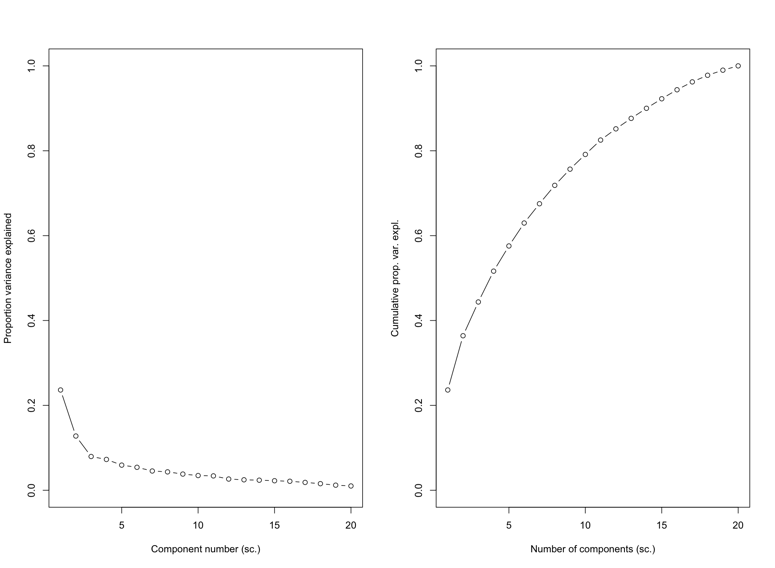 Proportion variance explained
1.0
0.8
0.6
0.4
0.2
0.0
5 10 15 20
Component number (sc.)
Cumulative prop. var. expl.
1.0
0.8
0.6
0.4
0.2
0.0
5 10 15 20
Number of components (sc.)